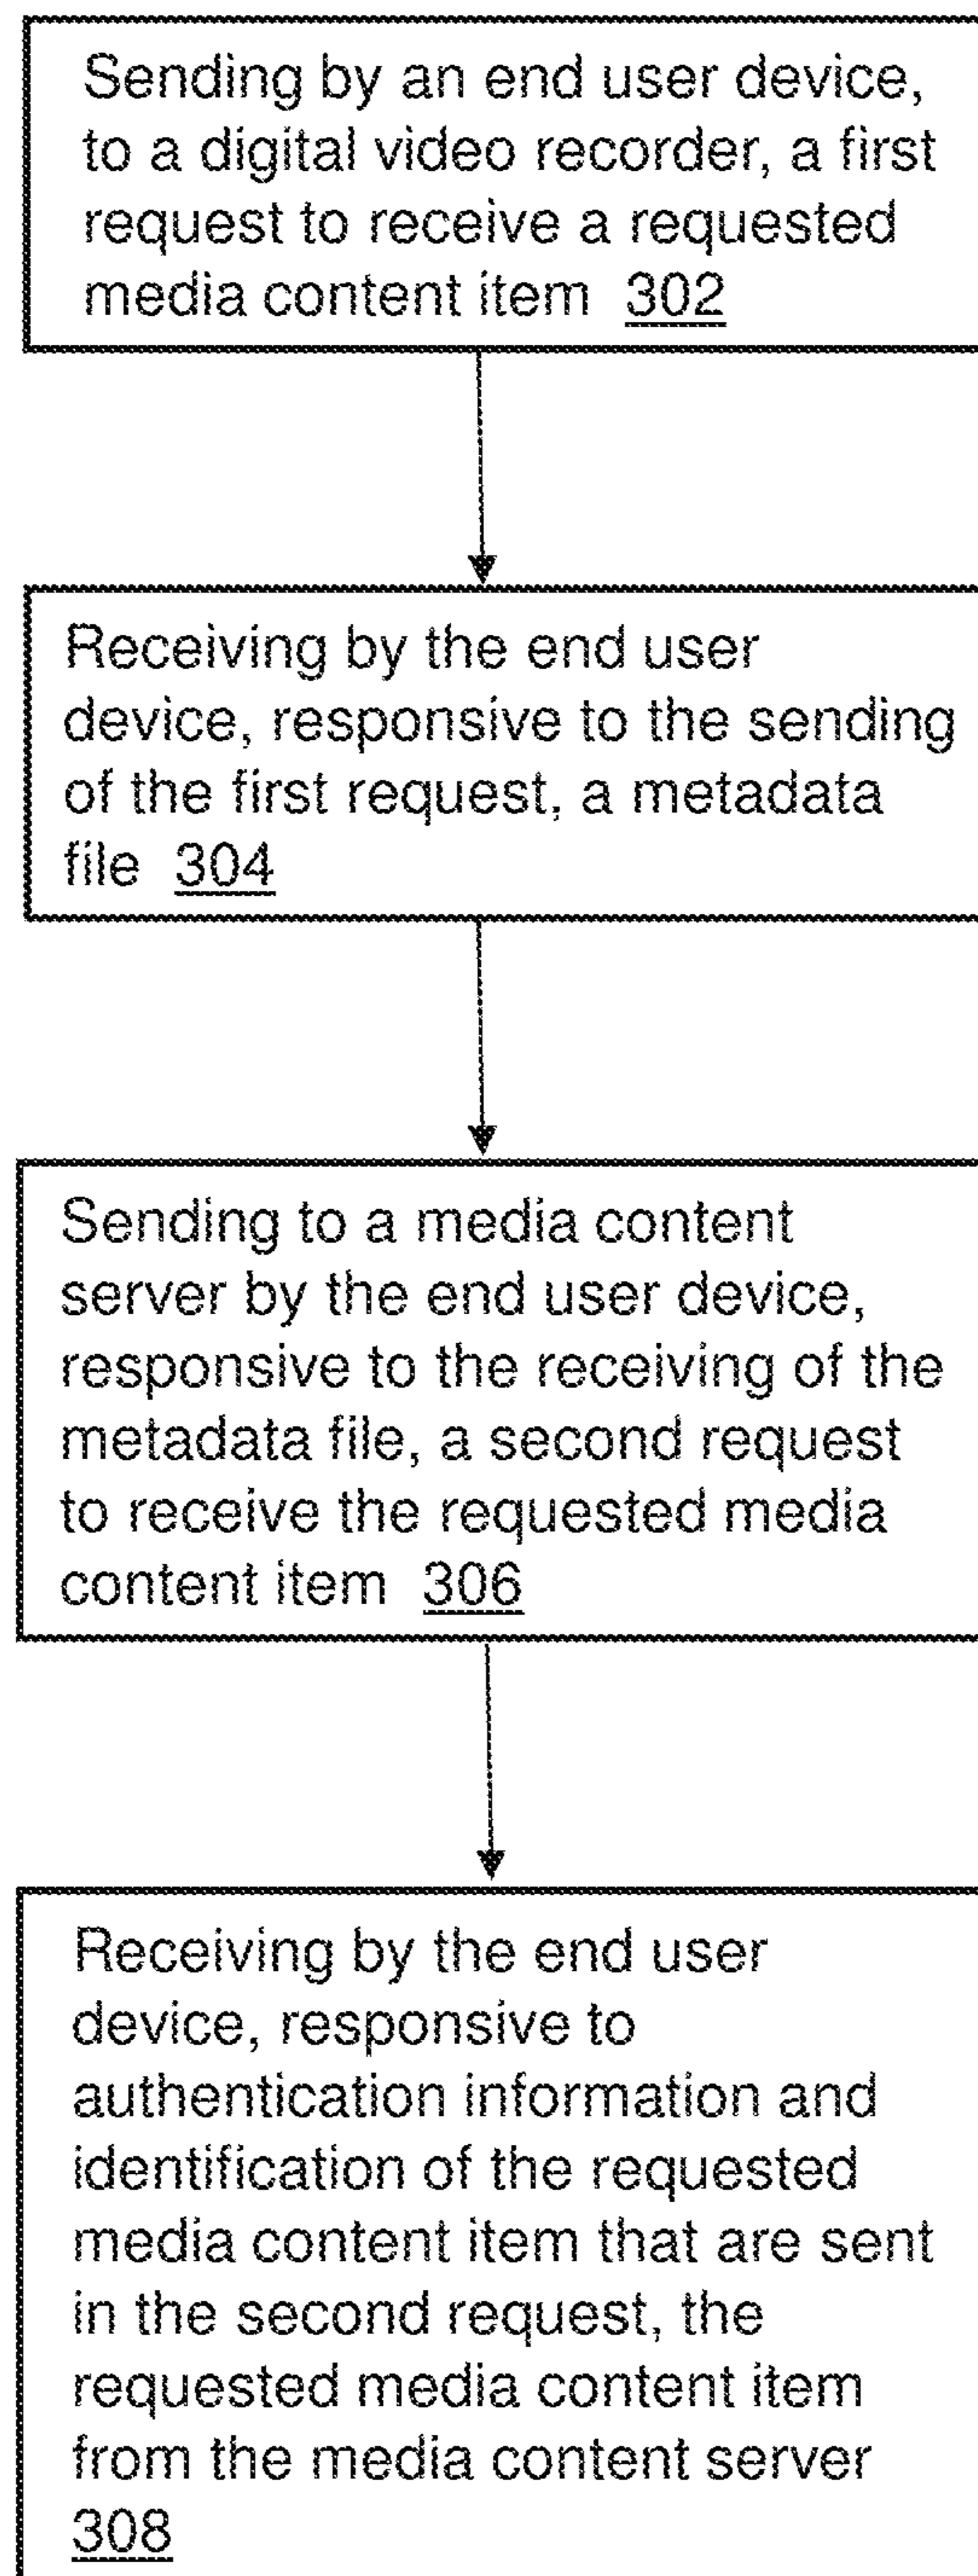 Sending by an end user device,
to a digital video recorder, a first
request to receive a requested
media content item 302
Receiving by the end user
device, responsive to the sending
of the first request, a metadata
file 304
Sending to a media content
server by the end user device,
responsive to the receiving of the
metadata file, a second request
to receive the requested media
content item 306
Receiving by the end user
device, responsive to
authentication information and
identification of the requested
media content item that are sent
in the second request, the
requested media content item
from the media content server
308